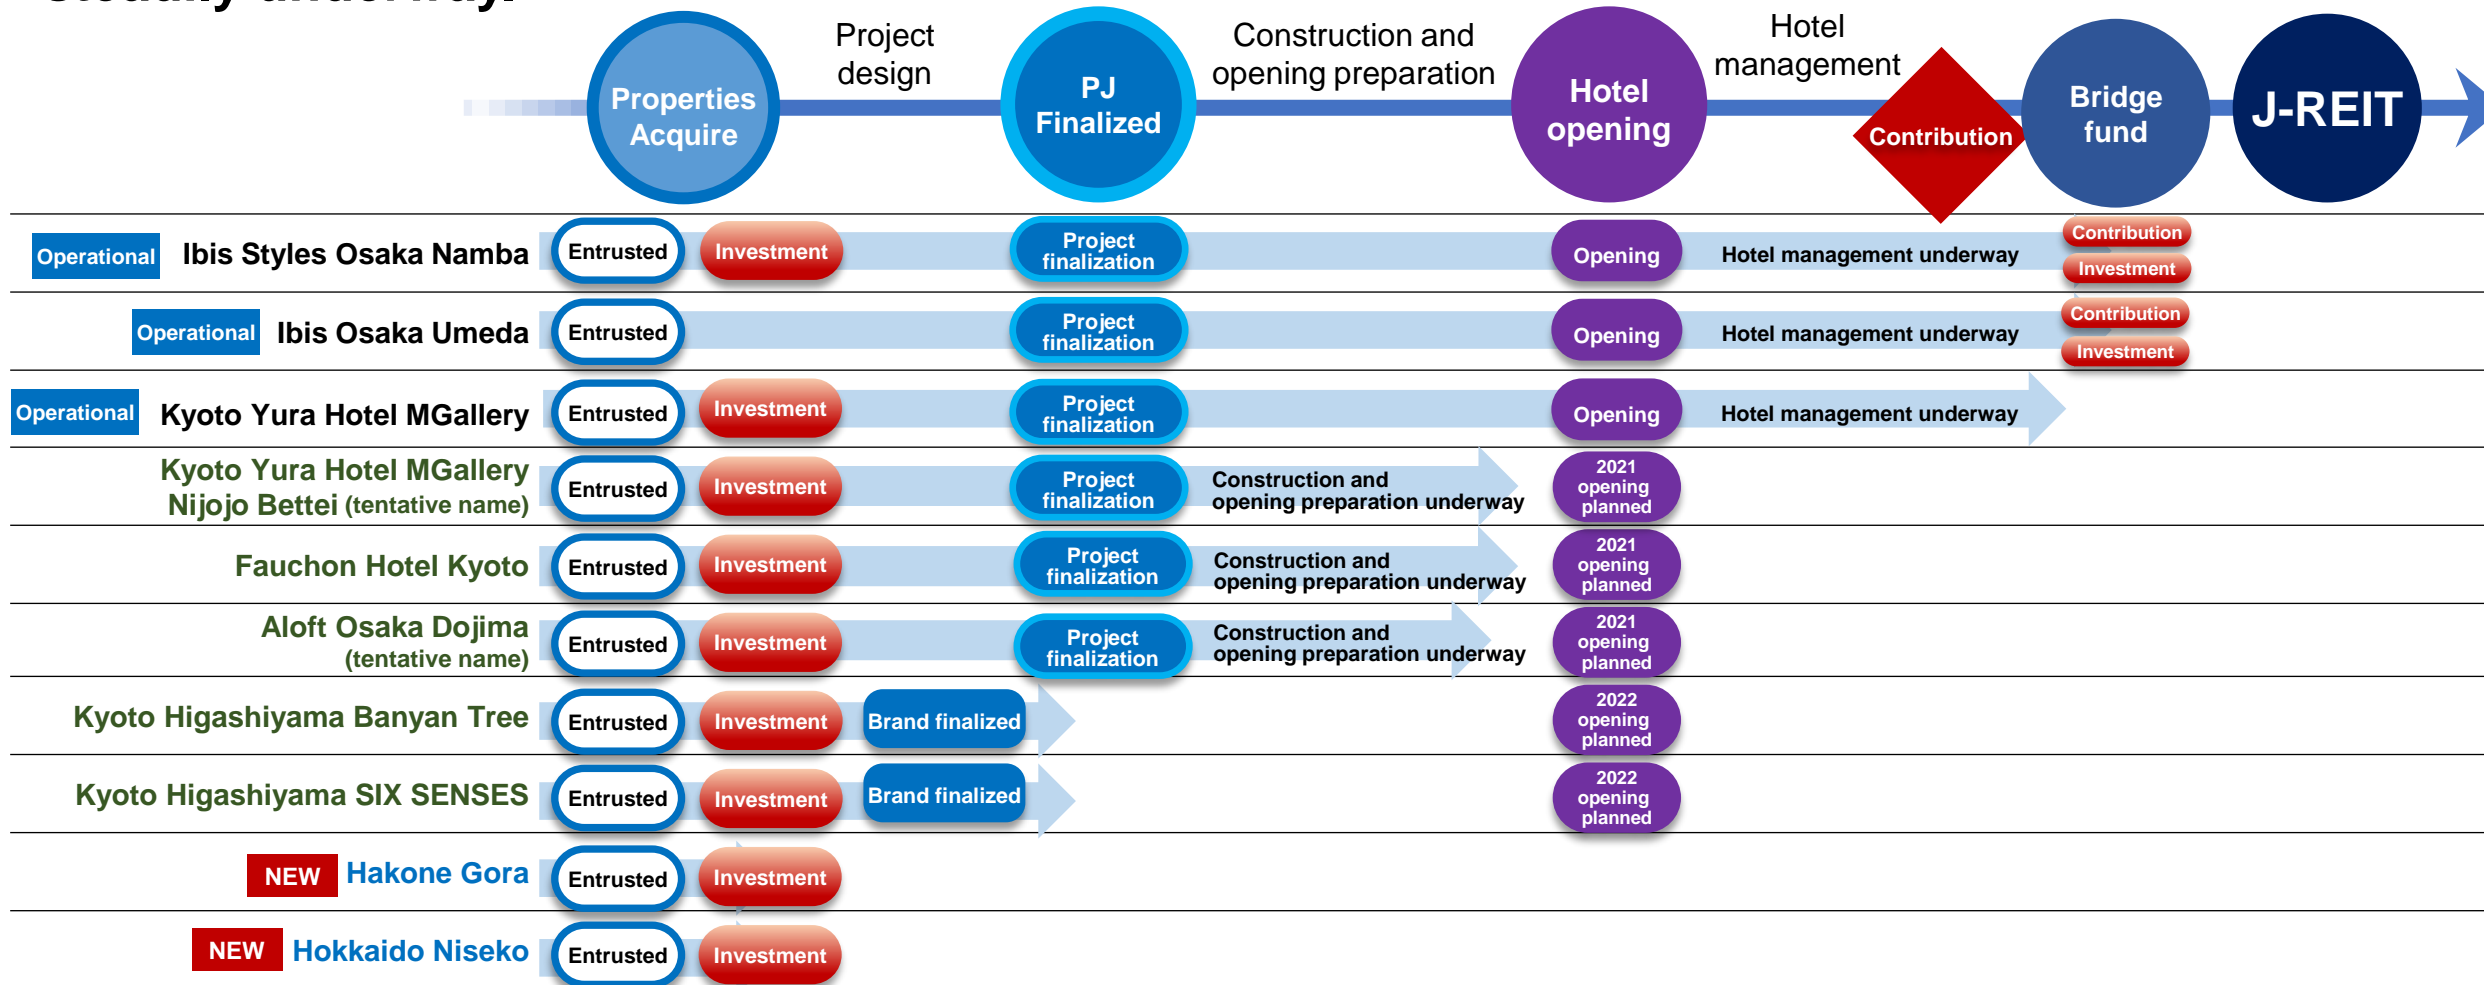 steadily underway.
Project
design
Construction and
opening preparation
Hotel
management
Properties
Acquire
PJ
Finalized
Hotel
opening
Contribution
Bridge
fund
J-REIT
Operational
Ibis Styles Osaka Namba
Entrusted
Investment
Project
finalization
Opening
Hotel management underway
Contribution
Investment
Operational
Ibis Osaka Umeda
Entrusted
Project
finalization
Opening
Hotel management underway
Contribution
Investment
Operational
Kyoto Yura Hotel MGallery
Entrusted
Investment
Project
finalization
Opening
Hotel management underway
Kyoto Yura Hotel MGallery
Nijojo Bettei (tentative name)
Entrusted
Investment
Project
finalization
Construction and
opening preparation underway
2021
opening
planned
Fauchon Hotel Kyoto
Entrusted
Investment
Project
finalization
Construction and
opening preparation underway
2021
opening
planned
Aloft Osaka Dojima
(tentative name)
Entrusted
Investment
Project
finalization
Construction and
opening preparation underway
2021
opening
planned
Kyoto Higashiyama Banyan Tree
Entrusted
Investment
Brand finalized
2022
opening
planned
Kyoto Higashiyama SIX SENSES
Entrusted
Investment
Brand finalized
2022
opening
planned
NEW
Hakone Gora
Entrusted
Investment
NEW
Hokkaido Niseko
Entrusted
Investment